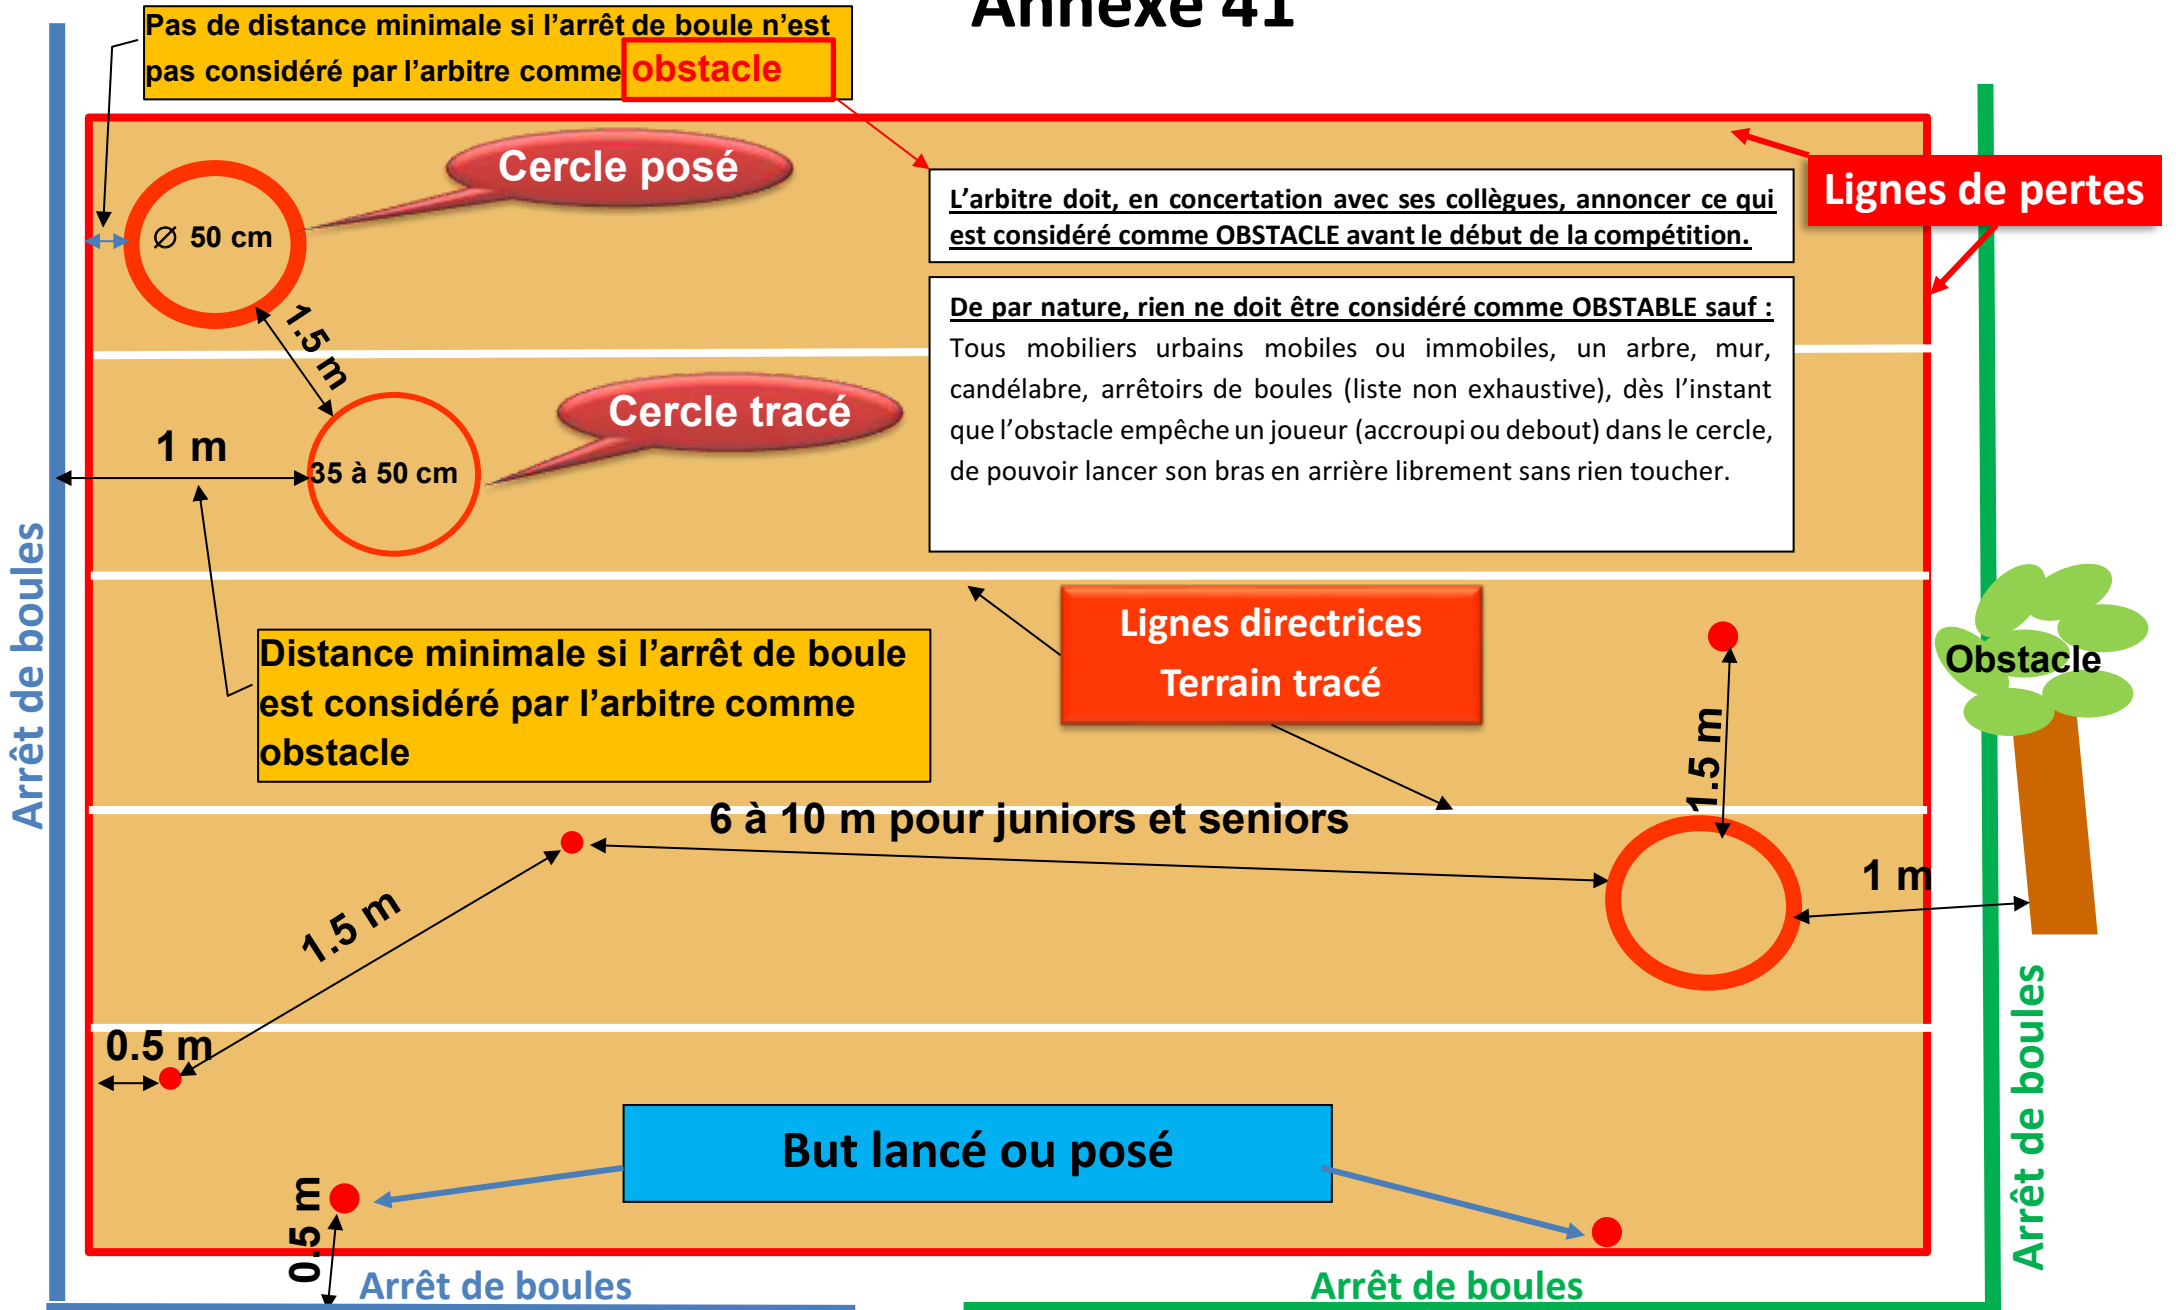 Annexe 41
Pas de distance minimale si l'arrêt de boule n'est
pas considéré par l'arbitre comme obstacle
Cercle posé
Ø 50 cm
L'arbitre doit, en concertation avec ses collègues, annoncer ce qui
est considéré comme OBSTACLE avant le début de la compétition.
Lignes de pertes
De par nature, rien ne doit être considéré comme OBSTABLE sauf :
Tous mobiliers urbains mobiles ou immobiles, un arbre, mur,
candélabre, arrêtoirs de boules (liste non exhaustive), dès l'instant
que l'obstacle empêche un joueur (accroupi ou debout) dans le cercle,
de pouvoir lancer son bras en arrière librement sans rien toucher.
1.5 m
Cercle tracé
1 m
35 à 50 cm
Arrêt de boules
Distance minimale si l'arrêt de boule
est considéré par l'arbitre comme
obstacle
Lignes directrices
Terrain tracé
Obstacle
1.5 m
6 à 10 m pour juniors et seniors
1 m
1.5 m
0.5 m
Arrêt de boules
But lancé ou posé
0.5 m
Arrêt de boules
Arrêt de boules